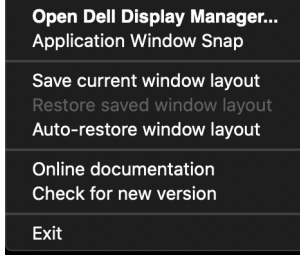 Open Dell Display Manager...
Application Window Snap
Save current window layout
Restore saved window layout
Auto-restore window layout
Online documentation
Check for new version
Exit